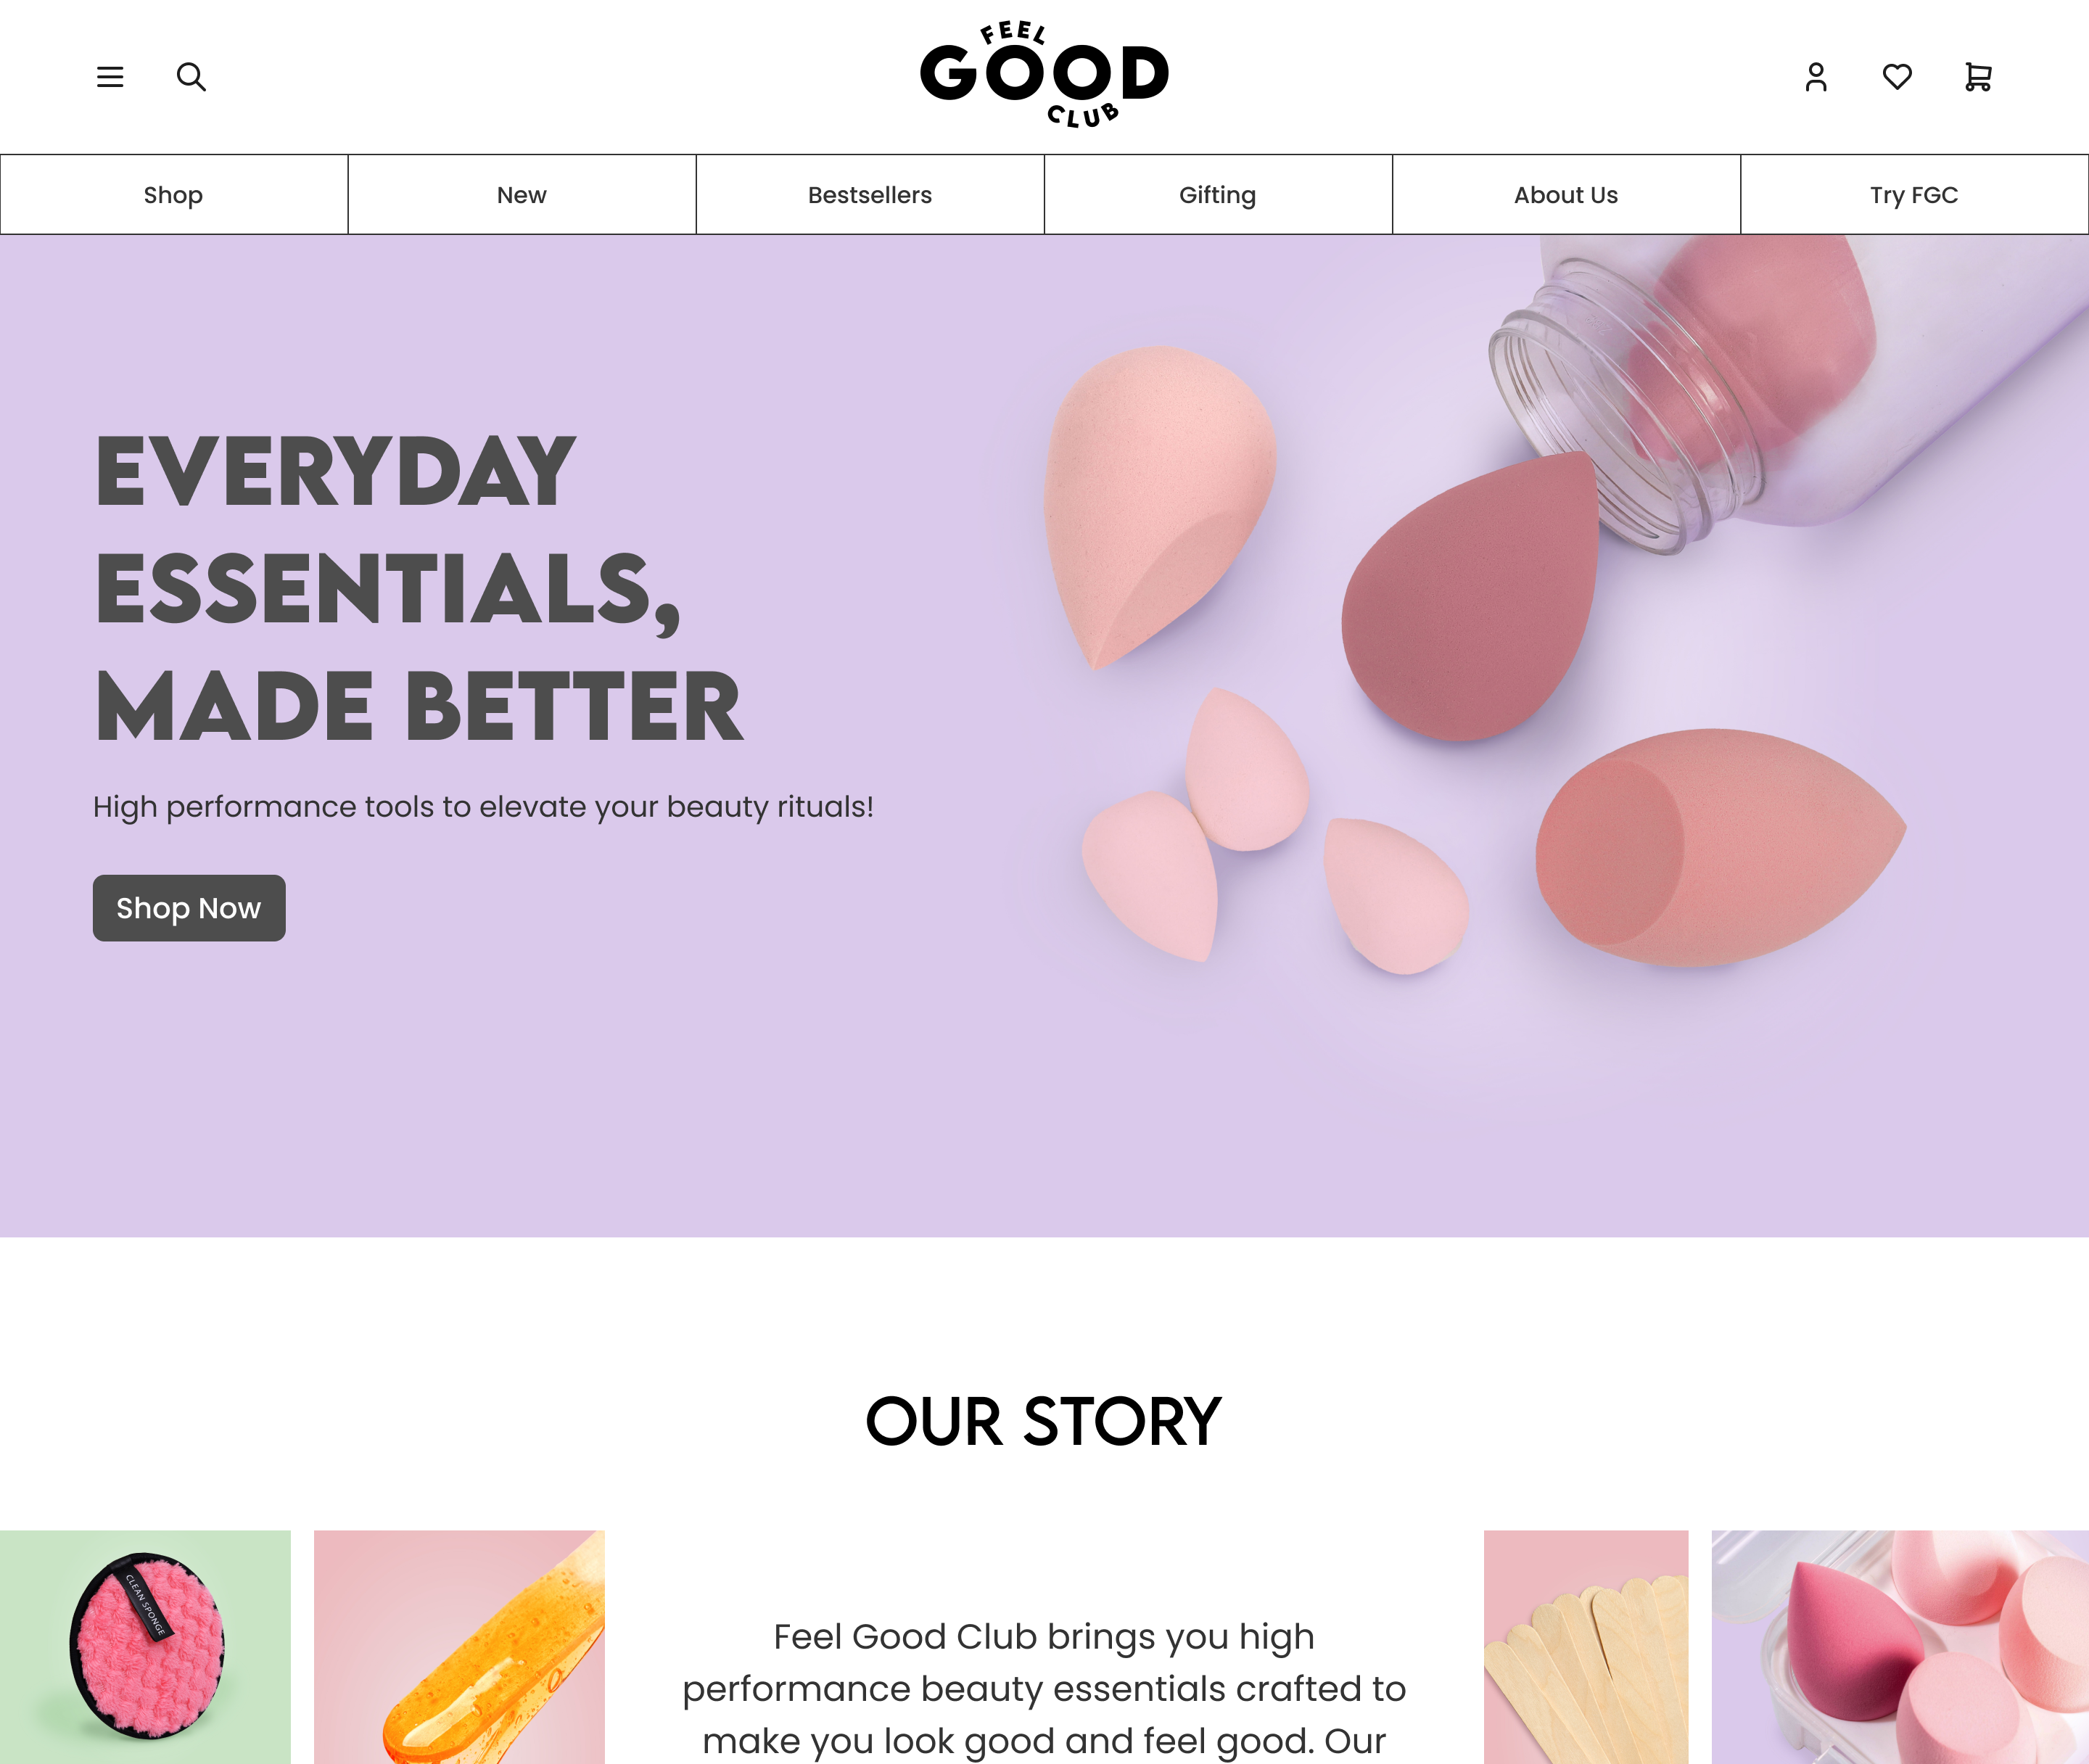 FEEL
GOOD
CLUB
Shop
New
Bestsellers
Gifting
About Us
Try FGC
EVERYDAY
ESSENTIALS,
MADE BETTER
High performance tools to elevate your beauty rituals!
Shop Now
OUR STORY
CLEAN SPONGE
Feel Good Club brings you high
performance beauty essentials crafted to
make you look good and feel good. Our